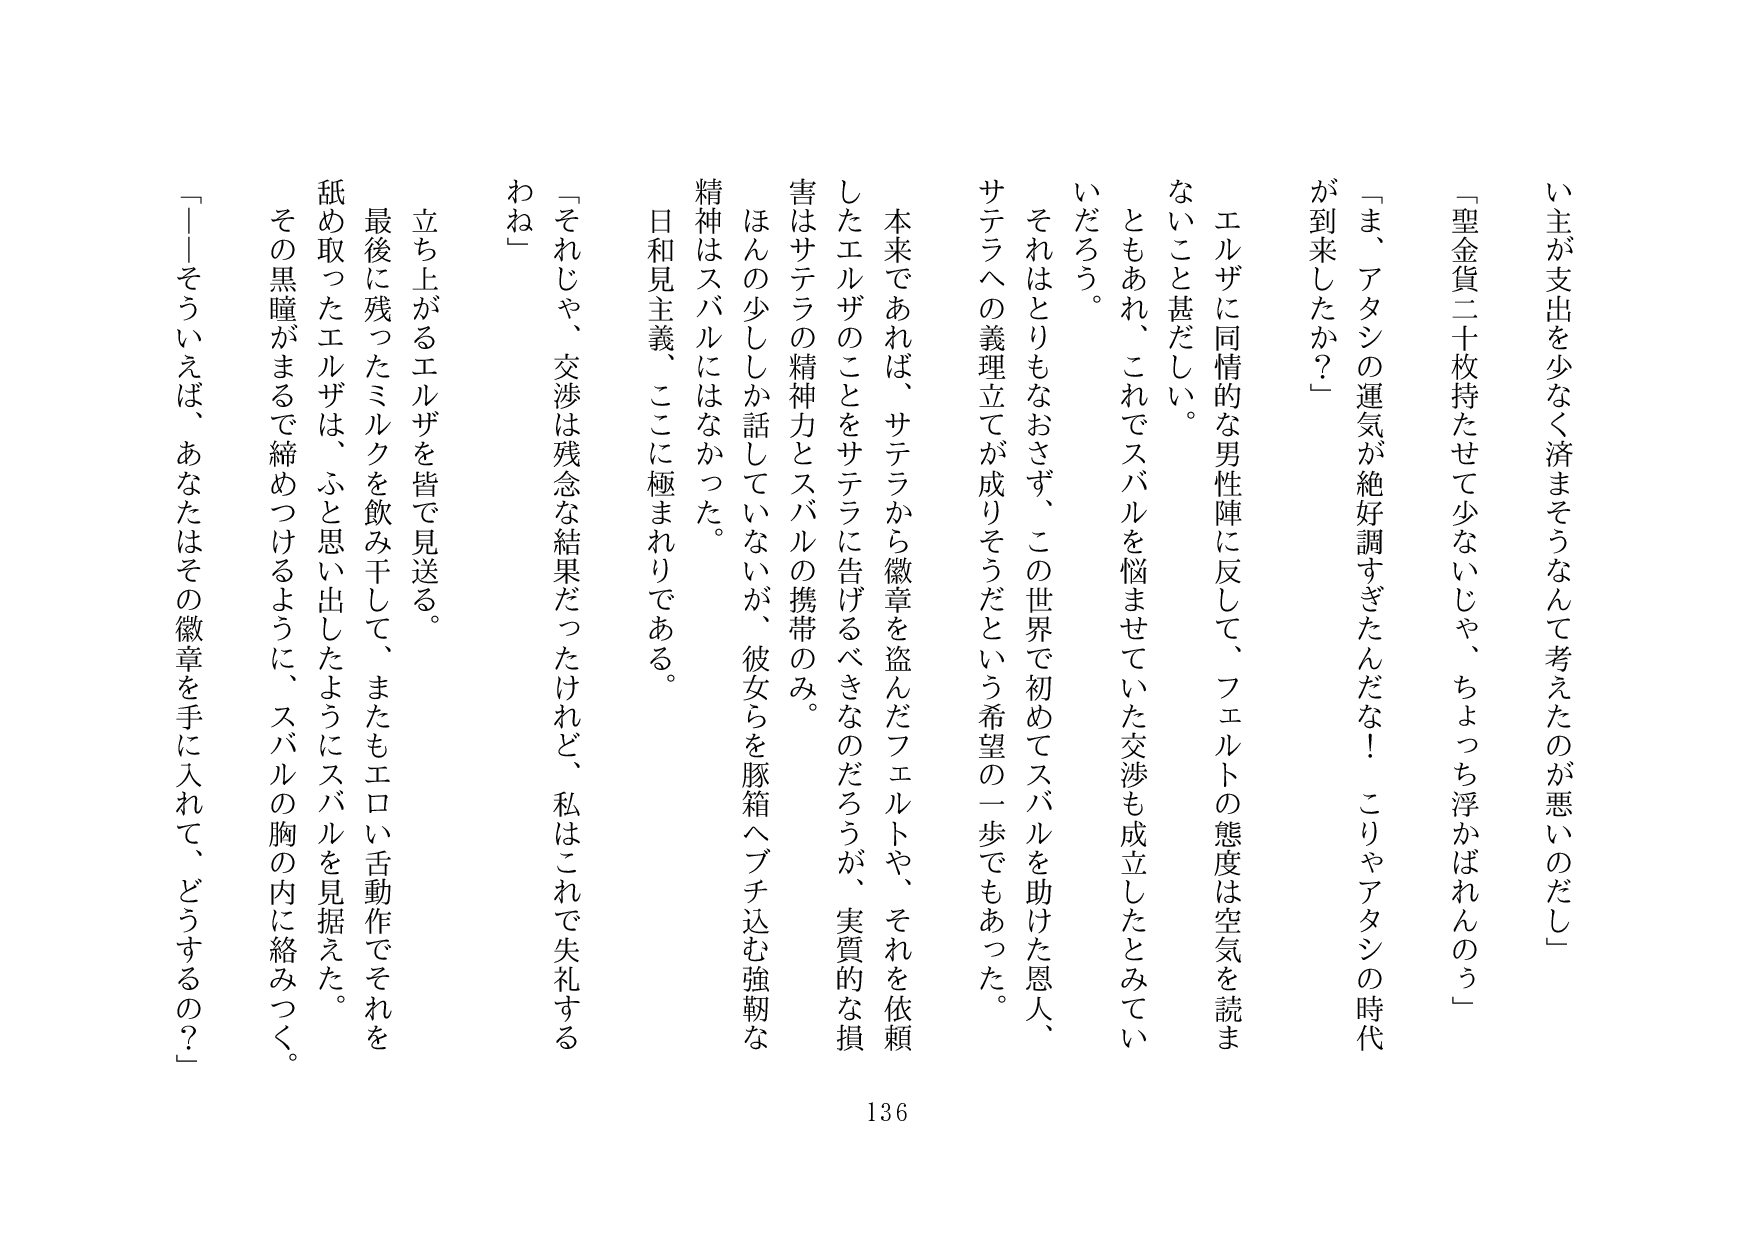 い主が支出を少なく済まそうなんて考えたのが悪いのだし」
「聖金貨二十枚持たせて少ないじゃ、ちょっち浮かばれんのう」
「ま、アタシの運気が絶好調すぎたんだな！　こりゃアタシの時代
が到来したか？」
　エルザに同情的な男性陣に反して、フェルトの態度は空気を読ま
ないこと甚だしい。
　ともあれ、これでスバルを悩ませていた交渉も成立したとみてい
いだろう。
　それはとりもなおさず、この世界で初めてスバルを助けた恩人、
サテラへの義理立てが成りそうだという希望の一歩でもあった。
　本来であれば、サテラから徽章を盗んだフェルトや、それを依頼
したエルザのことをサテラに告げるべきなのだろうが、実質的な損
害はサテラの精神力とスバルの携帯のみ。
　ほんの少ししか話していないが、彼女らを豚箱へブチ込む強靭な
精神はスバルにはなかった。
　日和見主義、ここに極まれりである。
「それじゃ、交渉は残念な結果だったけれど、私はこれで失礼する
わね」
　立ち上がるエルザを皆で見送る。
　最後に残ったミルクを飲み干して、またもエロい舌動作でそれを
舐め取ったエルザは、ふと思い出したようにスバルを見据えた。
　その黒瞳がまるで締めつけるように、スバルの胸の内に絡みつく。
「――そういえば、あなたはその徽章を手に入れて、どうするの？」
136